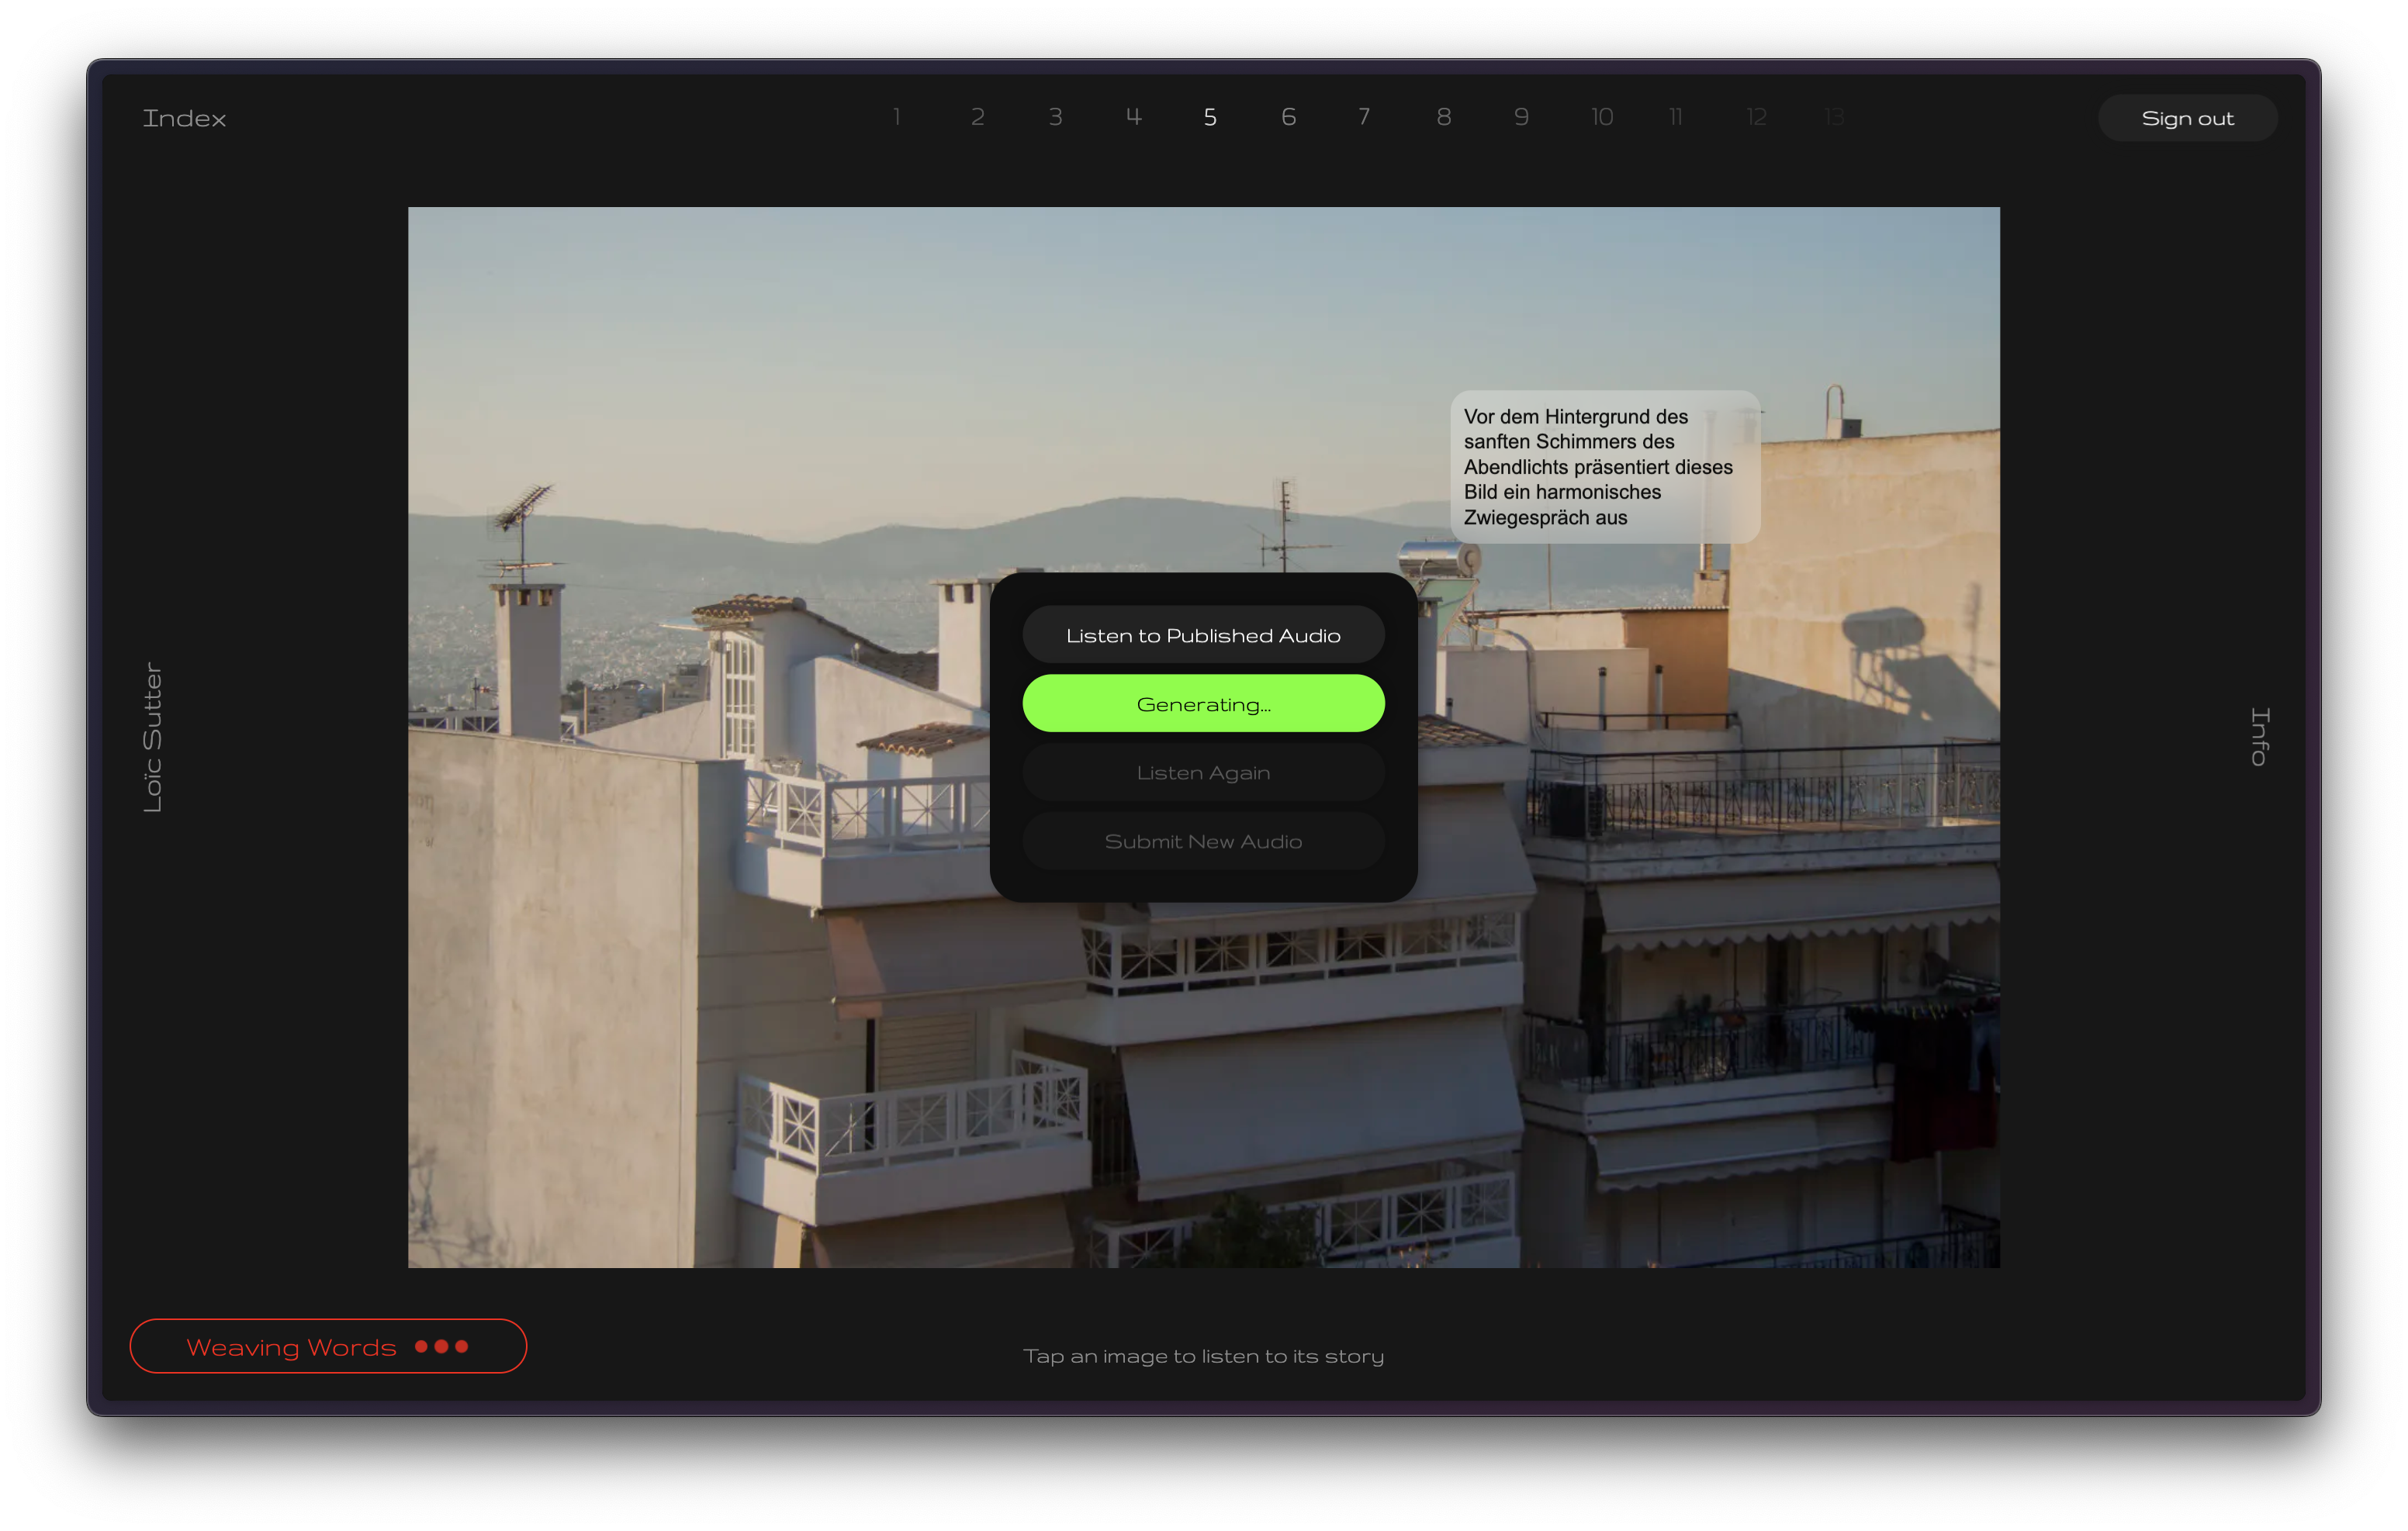 Index
1 2 3 4 5 6 7 8 9 10 11 12 13
Sign out
Loïc Sutter
Vor dem Hintergrund des
sanften Schimmers des
Abendlichts präsentiert dieses
Bild ein harmonisches
Zwiegespräch aus
Listen to Published Audio
Generating...
Listen Again
Submit New Audio
Info
Weaving Words
Tap an image to listen to its story